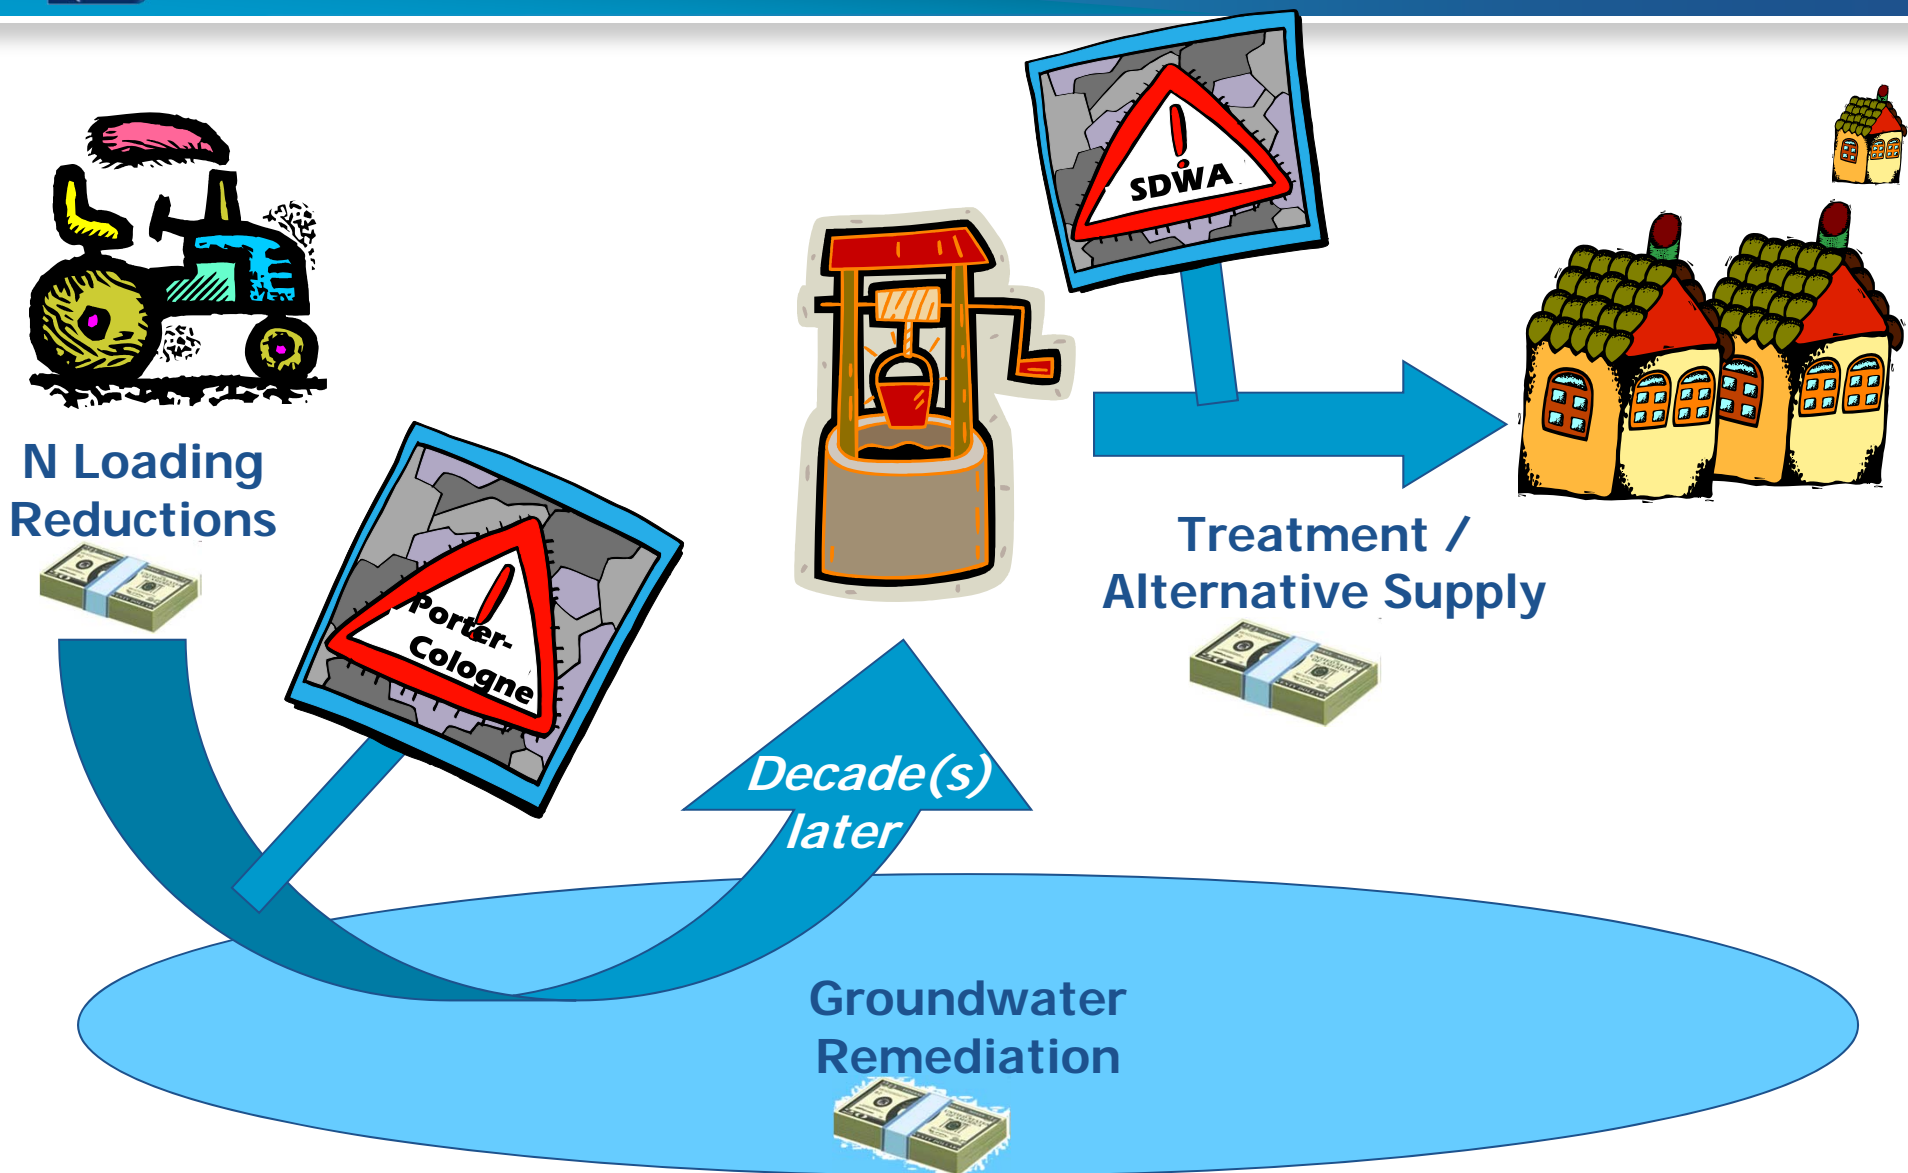 SDWA
N Loading
Reductions
Porter-
Cologne
Treatment /
Alternative Supply
Decade(s)
later
Groundwater
Remediation